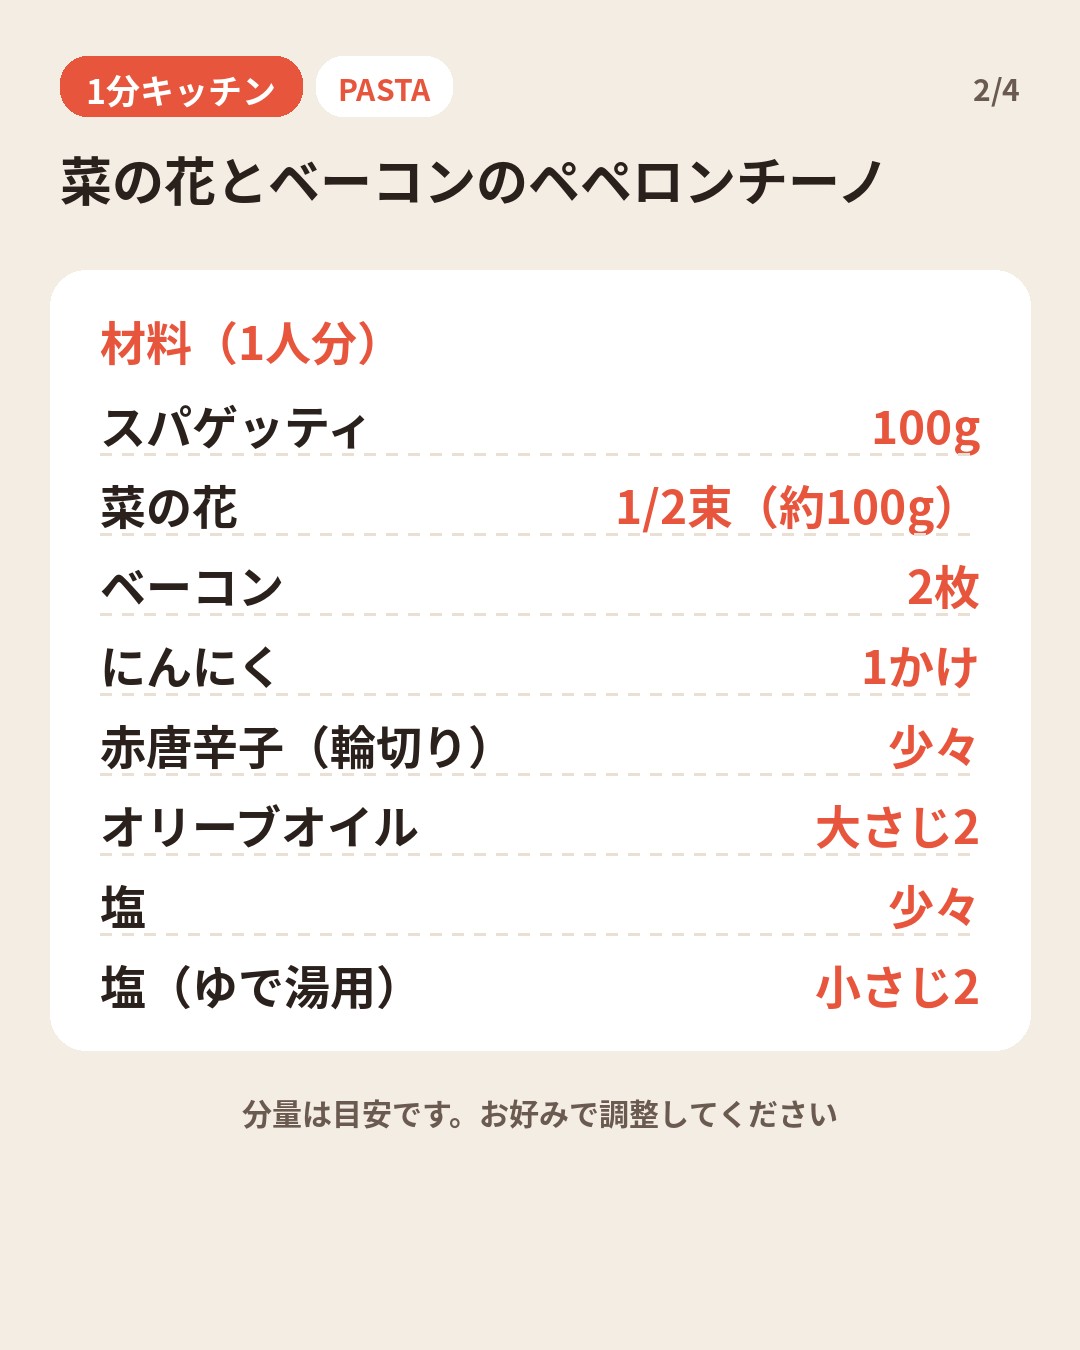 1分キッチン PASTA 2/4
菜の花とベーコンのペペロンチーノ
材料（1人分）
スパゲッティ 100g
菜の花 1/2束（約100g）
ベーコン 2枚
にんにく 1かけ
赤唐辛子（輪切り） 少々
オリーブオイル 大さじ2
塩 少々
塩（ゆで湯用） 小さじ2
分量は目安です。お好みで調整してください